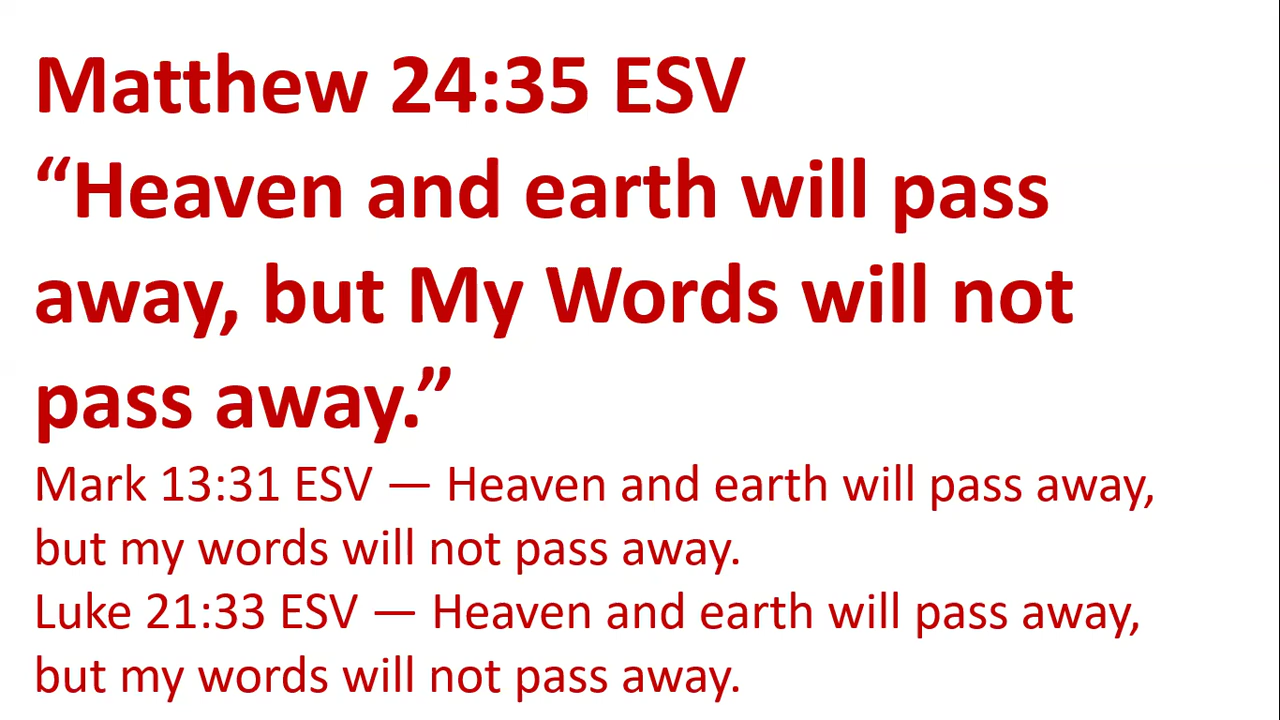 Matthew 24:35 ESV
“Heaven and earth will pass
away, but My Words will not
pass away.”
Mark 13:31 ESV — Heaven and earth will pass away,
but my words will not pass away.
Luke 21:33 ESV — Heaven and earth will pass away,
but my words will not pass away.